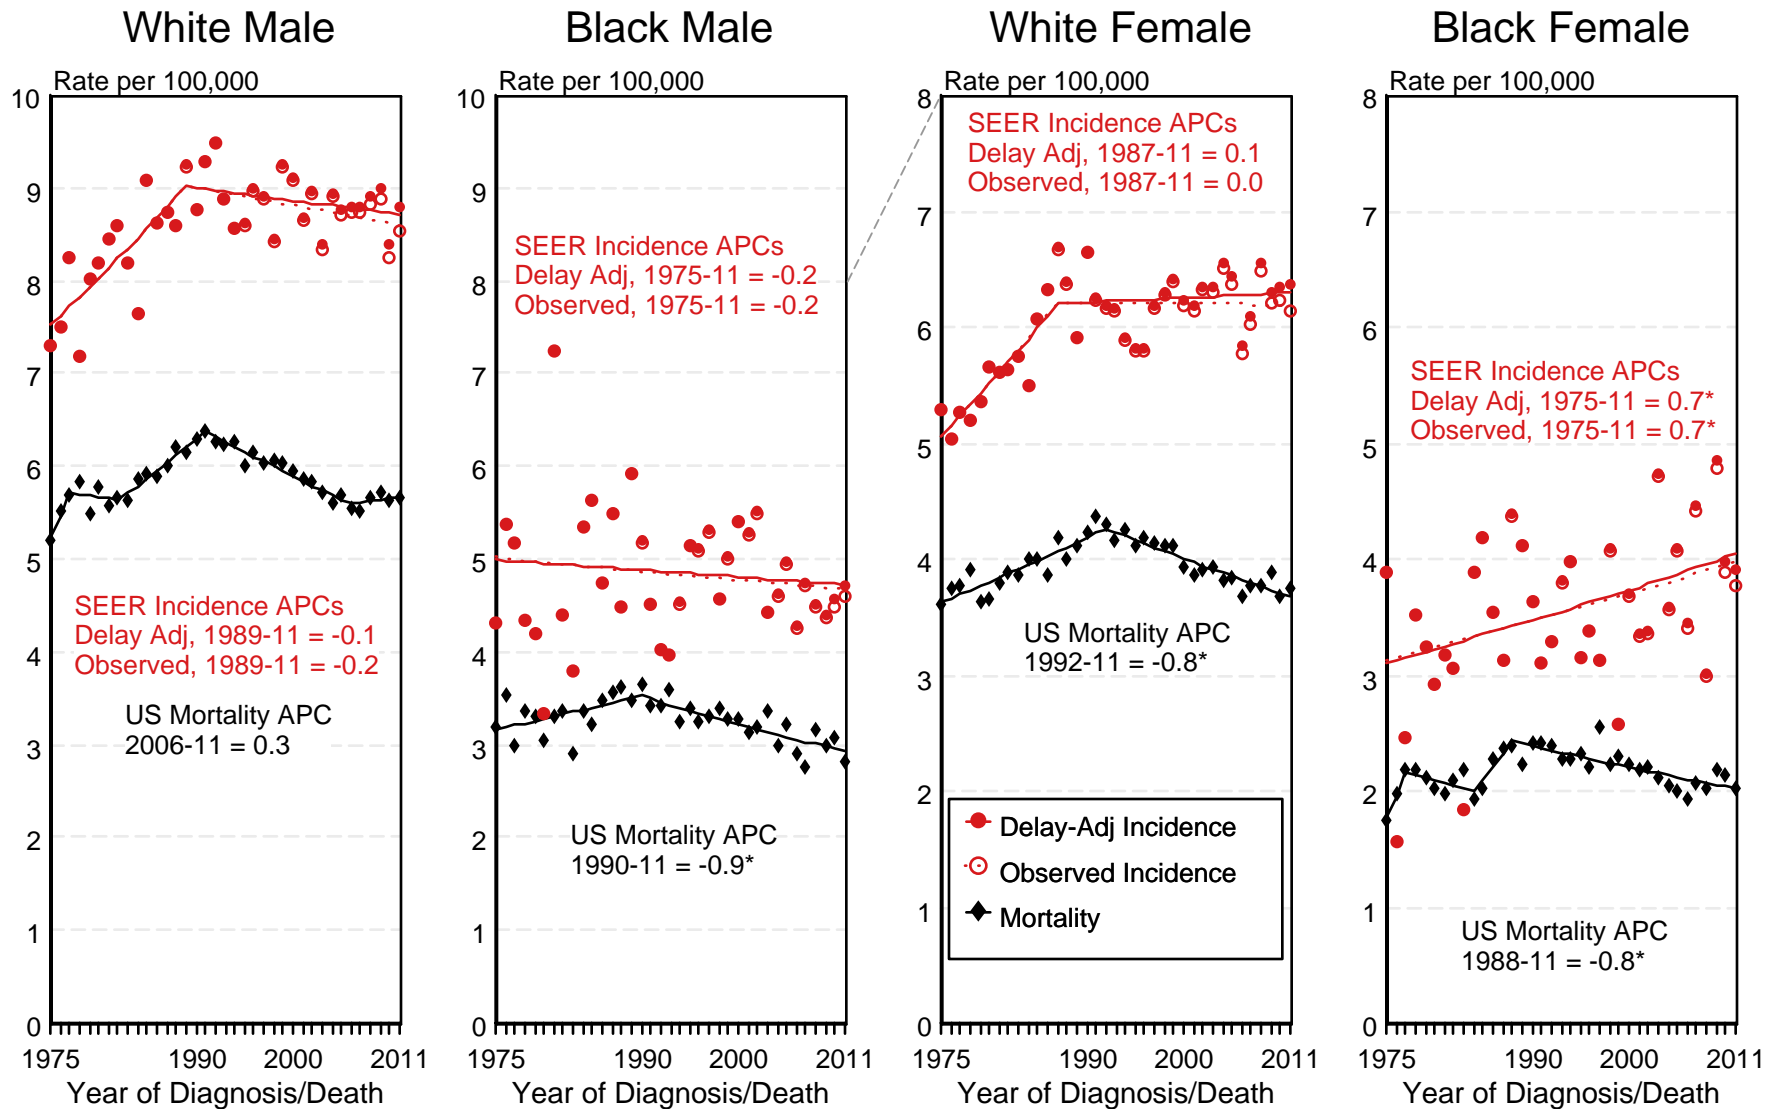 White Male
Rate per 100,000
10
9
8
7
6
5
4
3
2
1
0
SEER Incidence APCs
Delay Adj, 1989-11 = -0.1
Observed, 1989-11 = -0.2
US Mortality APC
2006-11 = 0.3
1975 1990 2000 2011
Year of Diagnosis/Death
Black Male
Rate per 100,000
10
9
8
7
6
5
4
3
2
1
0
SEER Incidence APCs
Delay Adj, 1975-11 = -0.2
Observed, 1975-11 = -0.2
US Mortality APC
1990-11 = -0.9*
1975 1990 2000 2011
Year of Diagnosis/Death
White Female
Rate per 100,000
8
7
6
5
4
3
2
1
0
SEER Incidence APCs
Delay Adj, 1987-11 = 0.1
Observed, 1987-11 = 0.0
US Mortality APC
1992-11 = -0.8*
Delay-Adj Incidence
Observed Incidence
Mortality
1975 1990 2000 2011
Year of Diagnosis/Death
Black Female
Rate per 100,000
8
7
6
5
4
3
2
1
0
SEER Incidence APCs
Delay Adj, 1975-11 = 0.7*
Observed, 1975-11 = 0.7*
US Mortality APC
1988-11 = -0.8*
1975 1990 2000 2011
Year of Diagnosis/Death